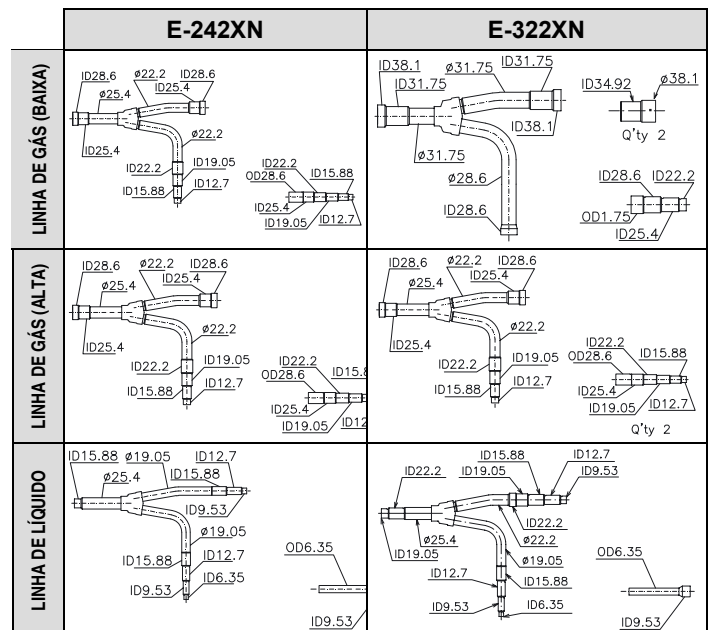 E-242XN
E-322XN
LINHA DE GÁS (BAIXA)
ID28.6
ø22.2
ID28.6
ø25.4
ID25.4
ø22.2
ID25.4
ID22.2
ID19.05
ID15.88
ID12.7
ID22.2
OD28.6
ID15.88
ID25.4
ID12.7
ID19.05
ID38.1
ID31.75
ø31.75
ID31.75
ID38.1
ø31.75
ø28.6
ID28.6
ID34.92
ø38.1
Q'ty 2
ID28.6
ID22.2
OD1.75
ID25.4
LINHA DE GÁS (ALTA)
ID28.6
ø22.2
ID28.6
ø25.4
ID25.4
ø22.2
ID25.4
ID22.2
ID19.05
ID15.88
ID12.7
ID22.2
OD28.6
ID15.8
ID25.4
ID19.05
ID12
ID28.6
ø22.2
ID28.6
ø25.4
ID25.4
ø22.2
ID25.4
ID22.2
ID19.05
ID15.88
ID12.7
ID22.2
OD28.6
ID15.88
ID25.4
ID19.05
ID12.7
Q'ty 2
LINHA DE LÍQUIDO
ID15.88
ø19.05
ID12.7
ø25.4
ID15.88
ID9.53
ø19.05
ID15.88
ID12.7
ID9.53
ID6.35
OD6.35
ID9.53
ID22.2
ID15.88
ID19.05
ID12.7
ID9.53
ID19.05
ø25.4
ID22.2
ø22.2
ø19.05
ID12.7
ID15.88
ID9.53
ID6.35
OD6.35
ID9.53